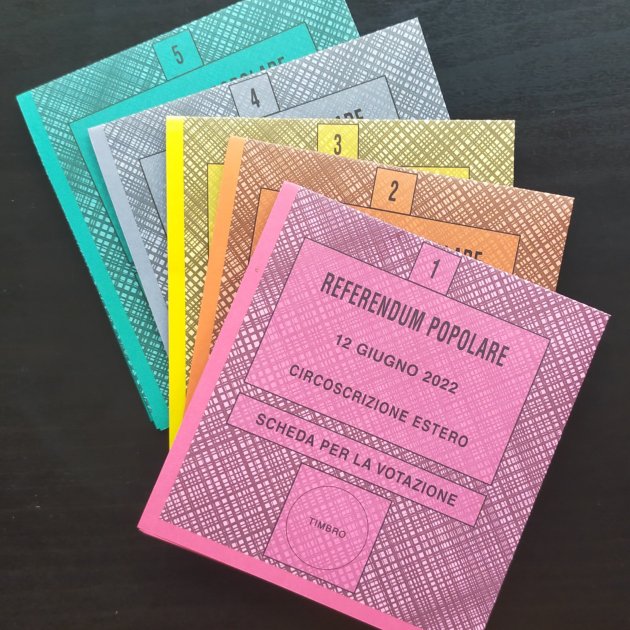 5
4
3
2
1
REFERENDUM POPOLARE
12 GIUGNO 2022
CIRCOSCRIZIONE ESTERO
SCHEDA PER LA VOTAZIONE
TIMBRO